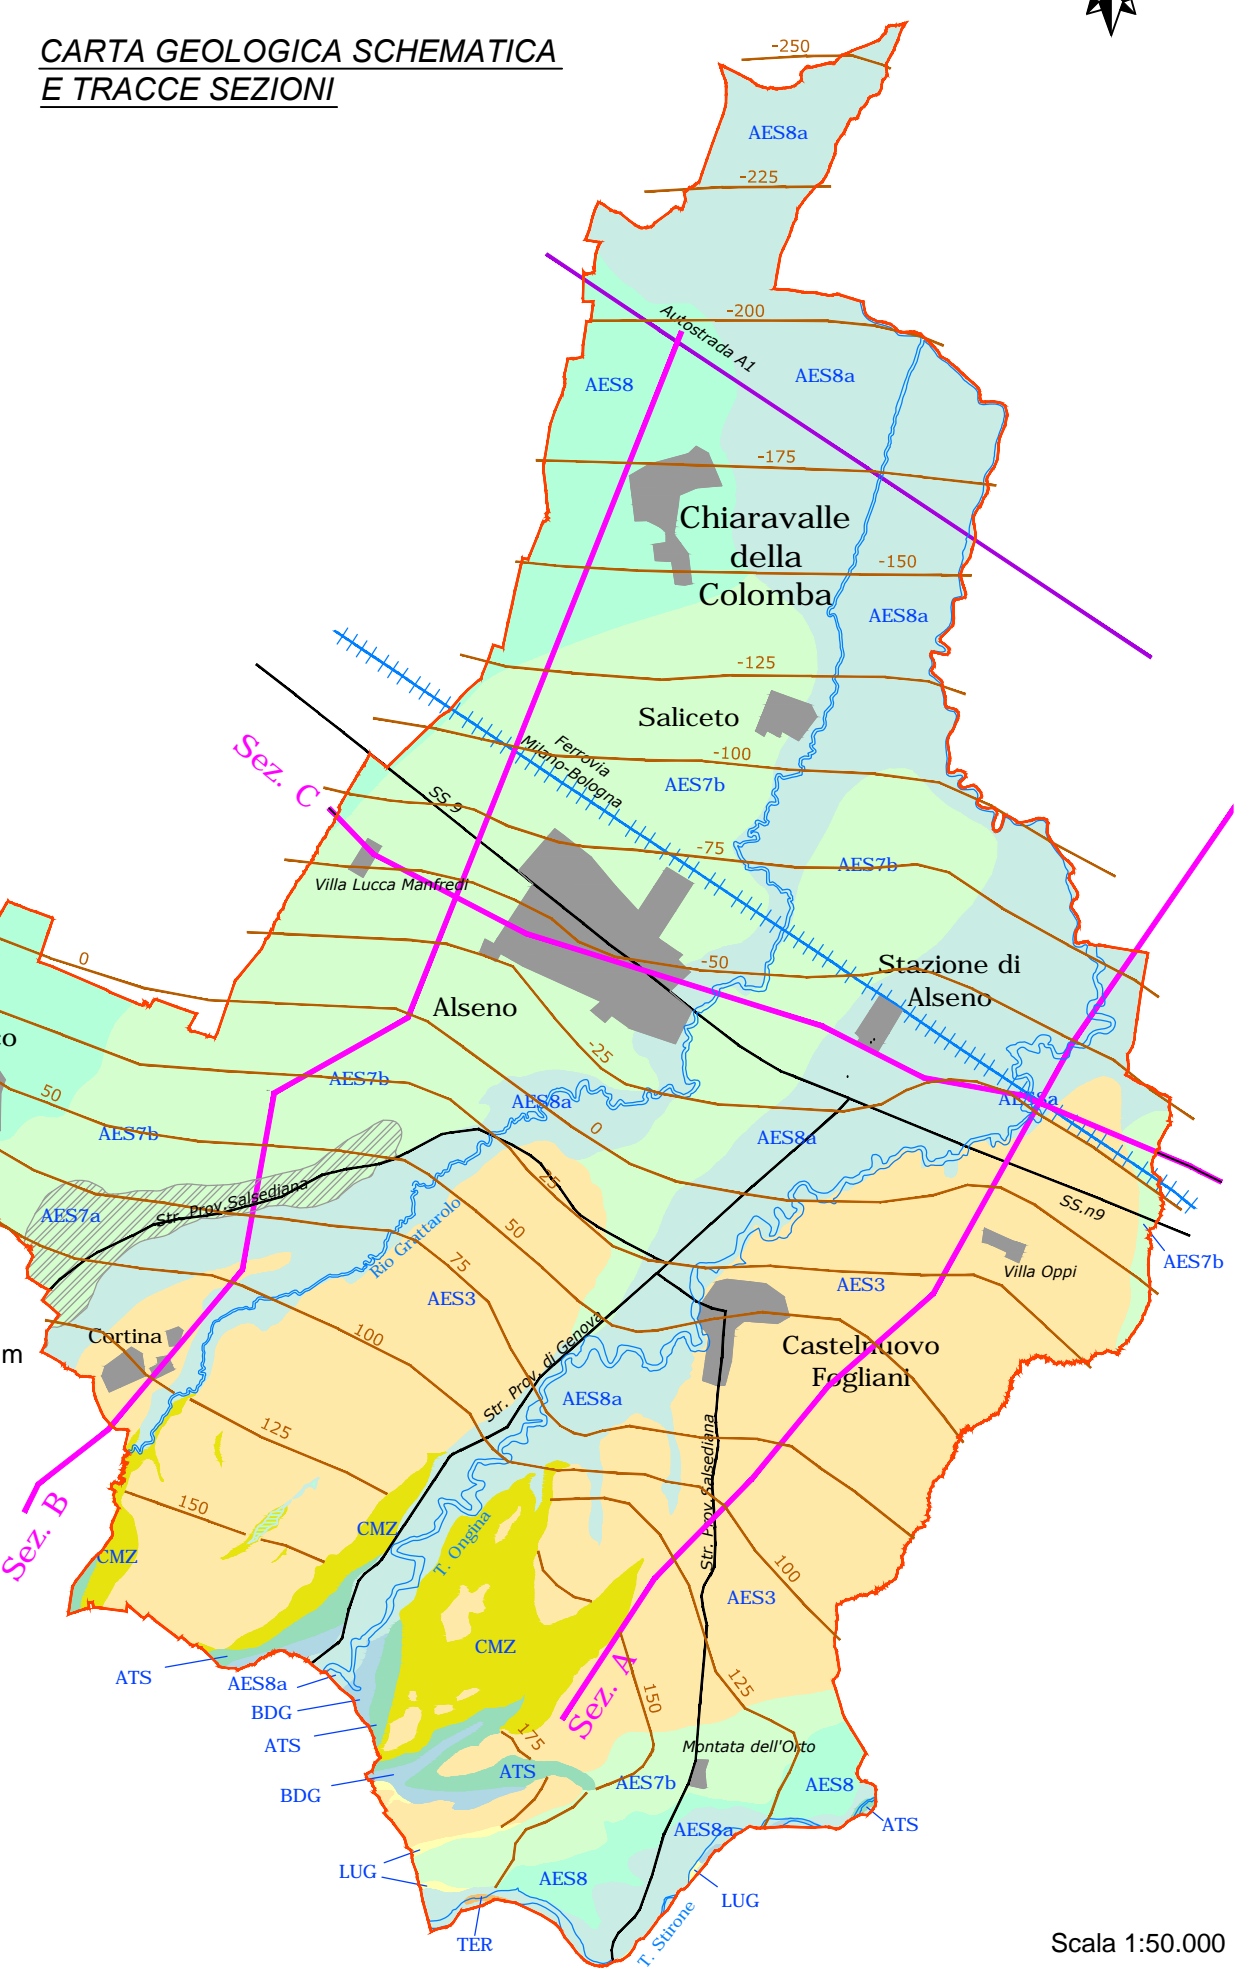 CARTA GEOLOGICA SCHEMATICA
E TRACCE SEZIONI
-250
AES8a
-225
-200
Autostrada A1
AES8a
AES8
-175
Chiaravalle
della
Colomba
-150
AES8a
-125
Saliceto
Sez. C
Ferrovia
Milano-Bologna
-100
AES7b
SS.9
-75
AES7b
Villa Lucca Manfredi
0
-50
Stazione di
Alseno
Alseno
co
-25
50
AES7b
AES8a
AES8a
AES7b
0
AES8a
25
Str. Prov.Salsediana
AES7a
Rio Grattarolo
50
SS.n9
75
AES7b
Villa Oppi
AES3
AES3
100
Cortina
m
Castelnuovo
Fogliani
Str. Prov. di Genova
AES8a
125
Str. Prov.Salsediana
150
Sez. B
CMZ
T. Ongina
CMZ
100
AES3
CMZ
ATS
AES8a
Sez. A
125
150
BDG
ATS
175
Montata dell'Orto
ATS
AES7b
AES8
BDG
ATS
AES8a
LUG
AES8
LUG
TER
T. Stirone
Scala 1:50.000